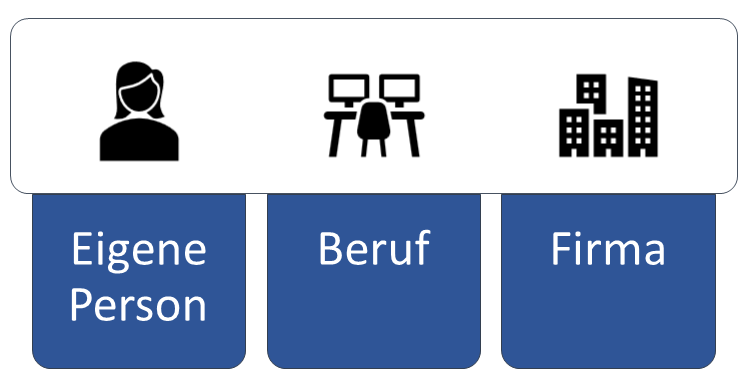 Eigene
Person
Beruf
Firma